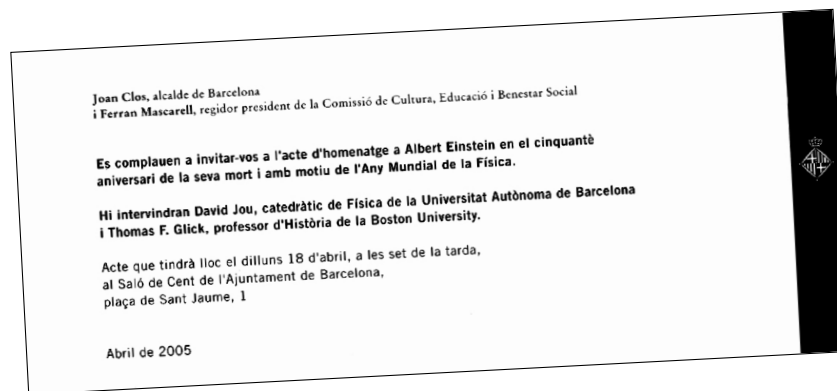 Joan Clos, alcalde de Barcelona
i Ferran Mascarell, regidor president de la Comissió de Cultura, Educació i Benestar Social
Es complauen a invitar-vos a l'acte d'homenatge a Albert Einstein en el cinquantè
aniversari de la seva mort i amb motiu de l'Any Mundial de la Física.
Hi intervindran David Jou, catedràtic de Física de la Universitat Autònoma de Barcelona
i Thomas F. Glick, professor d'Història de la Boston University.
Acte que tindrà lloc el dilluns 18 d'abril, a les set de la tarda,
al Saló de Cent de l'Ajuntament de Barcelona,
plaça de Sant Jaume, 1
Abril de 2005